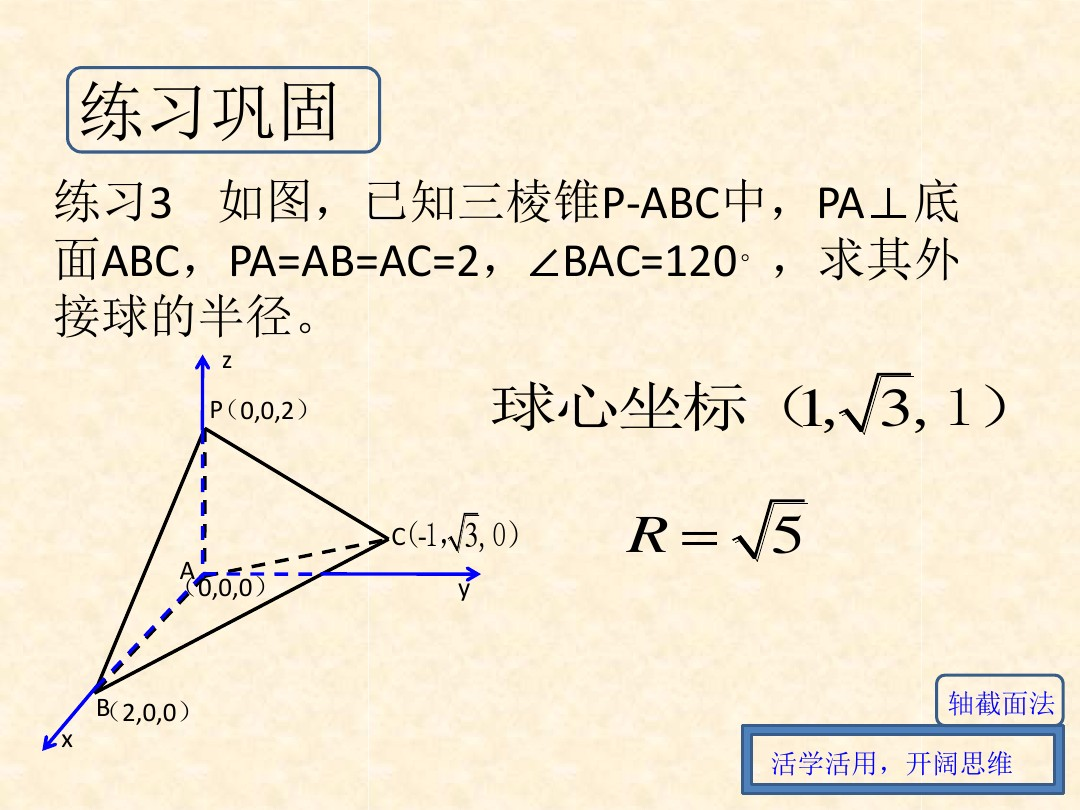 练习巩固
练习3 如图，已知三棱锥P-ABC中，PA⊥底
面ABC，PA=AB=AC=2，∠BAC=120°，求其外
接球的半径。
z
P（0,0,2）
球心坐标（1,√3,1）
C(-1,√3,0)
R=√5
A
（0,0,0）
y
B（2,0,0）
x
轴截面法
活学活用，开阔思维